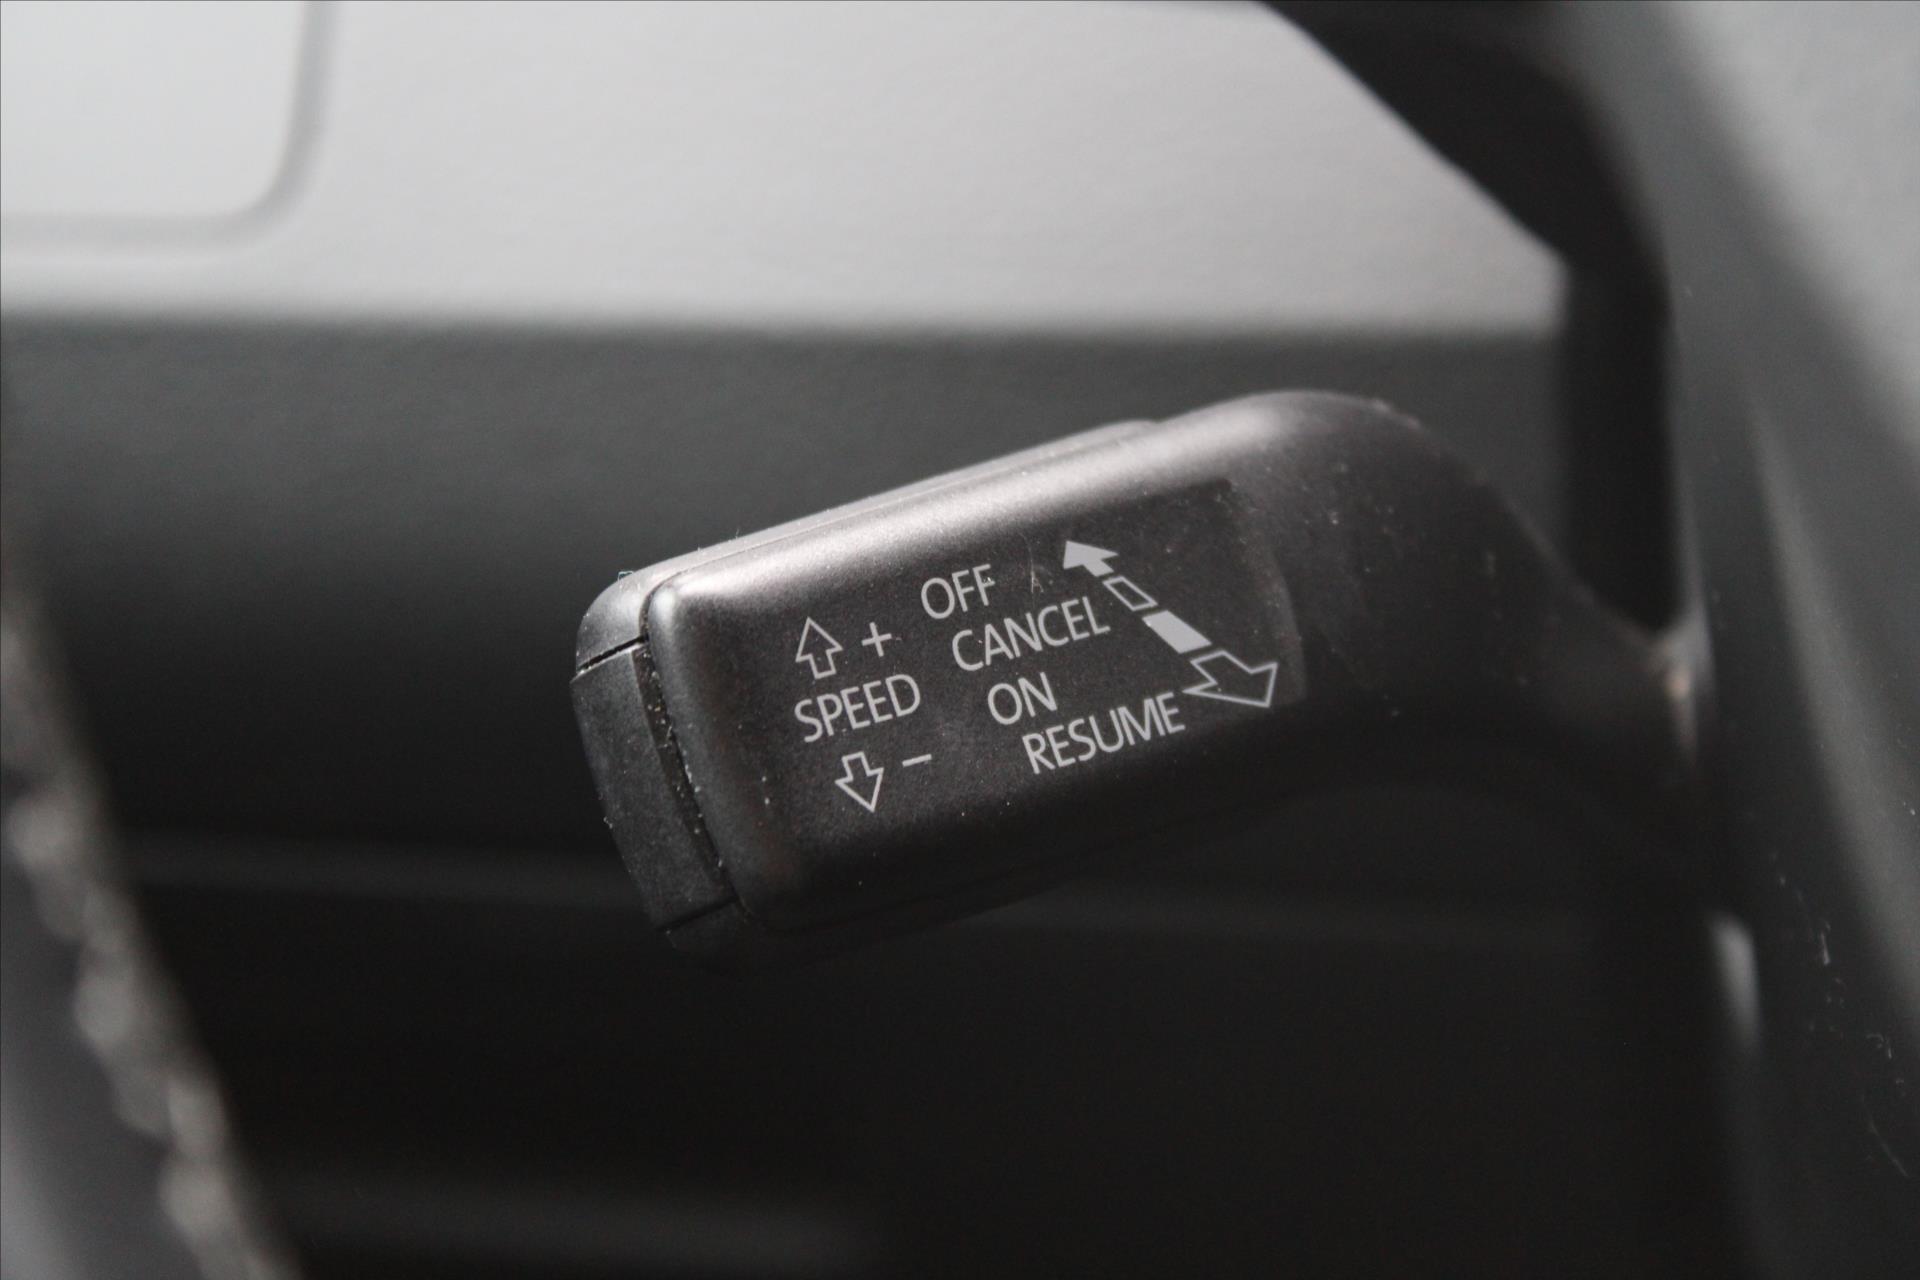 +
SPEED
−
OFF
CANCEL
ON
RESUME